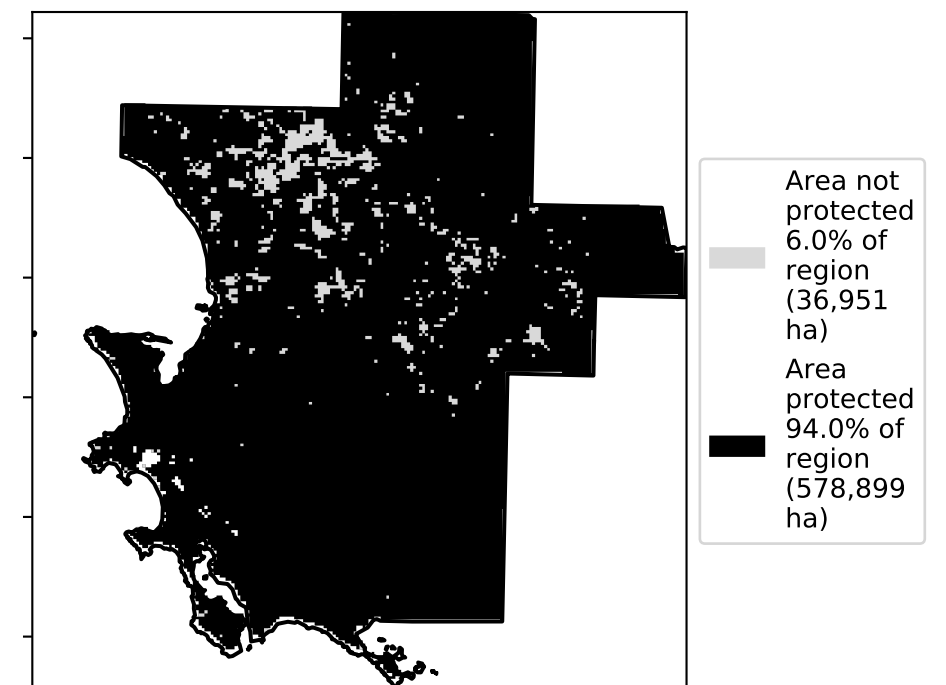 Area not
protected
6.0% of
region
(36,951
ha)
Area
protected
94.0% of
region
(578,899
ha)